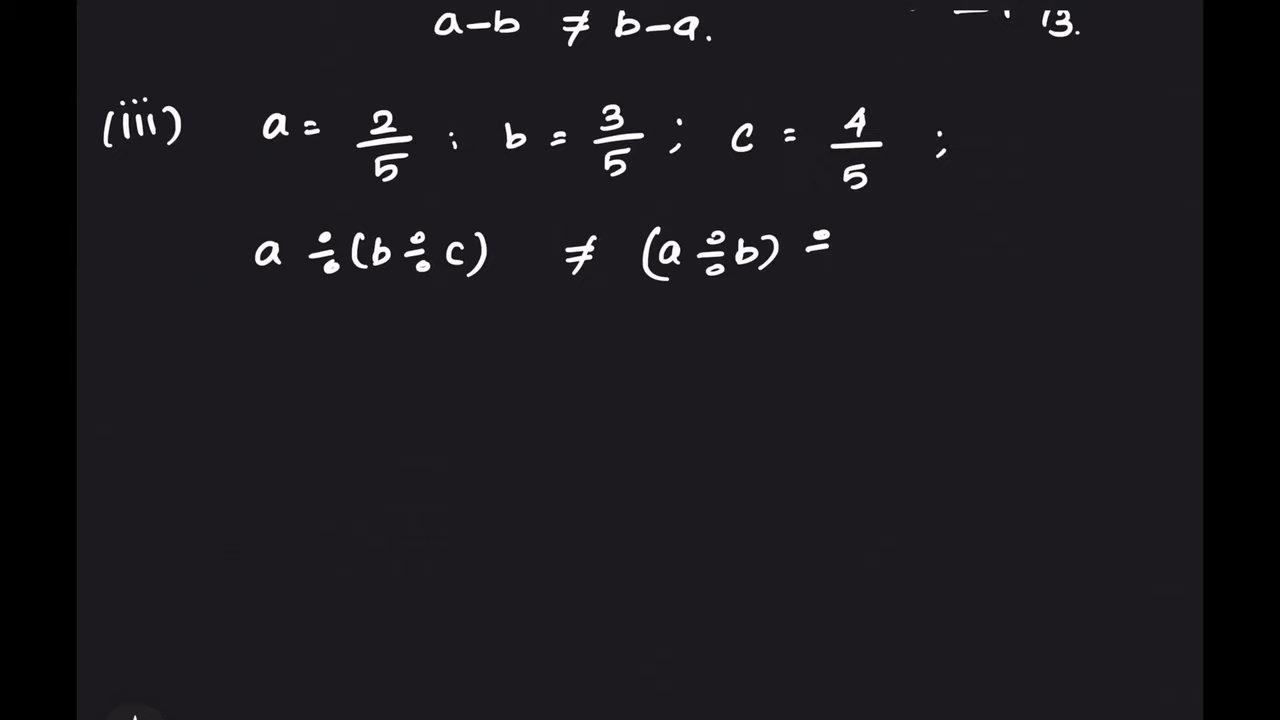 a-b ≠ b-a. 13.
(iii) a = 2/5 ; b = 3/5 ; c = 4/5 ;
a ÷ (b ÷ c) ≠ (a ÷ b) ÷